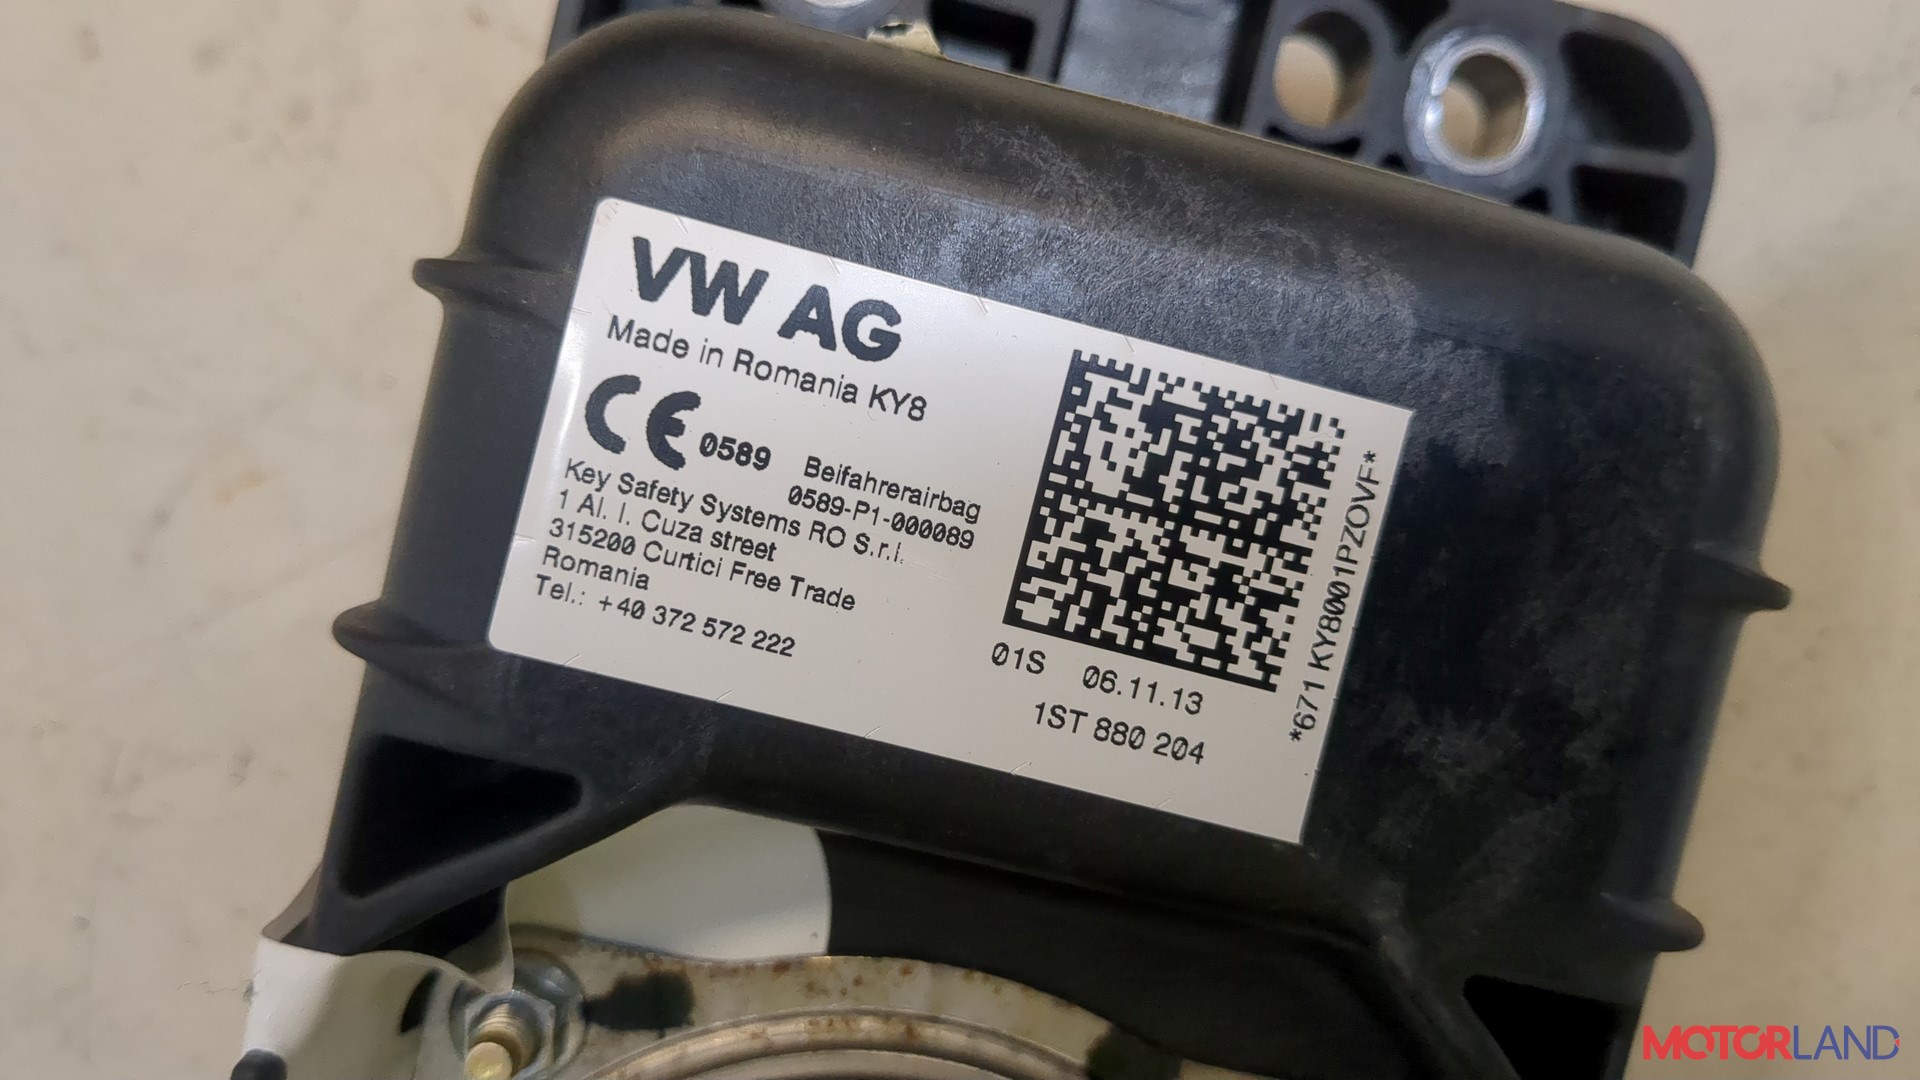 VW AG
Made in Romania KY8
CE 0589 Beifahrerairbag
0589-P1-000089
Key Safety Systems RO S.r.l.
1 Al. I. Cuza street
315200 Curtici Free Trade
Romania
Tel.: +40 372 572 222
01S 06.11.13
1ST 880 204
*671 KY80001PZOVF*
MOTORLAND